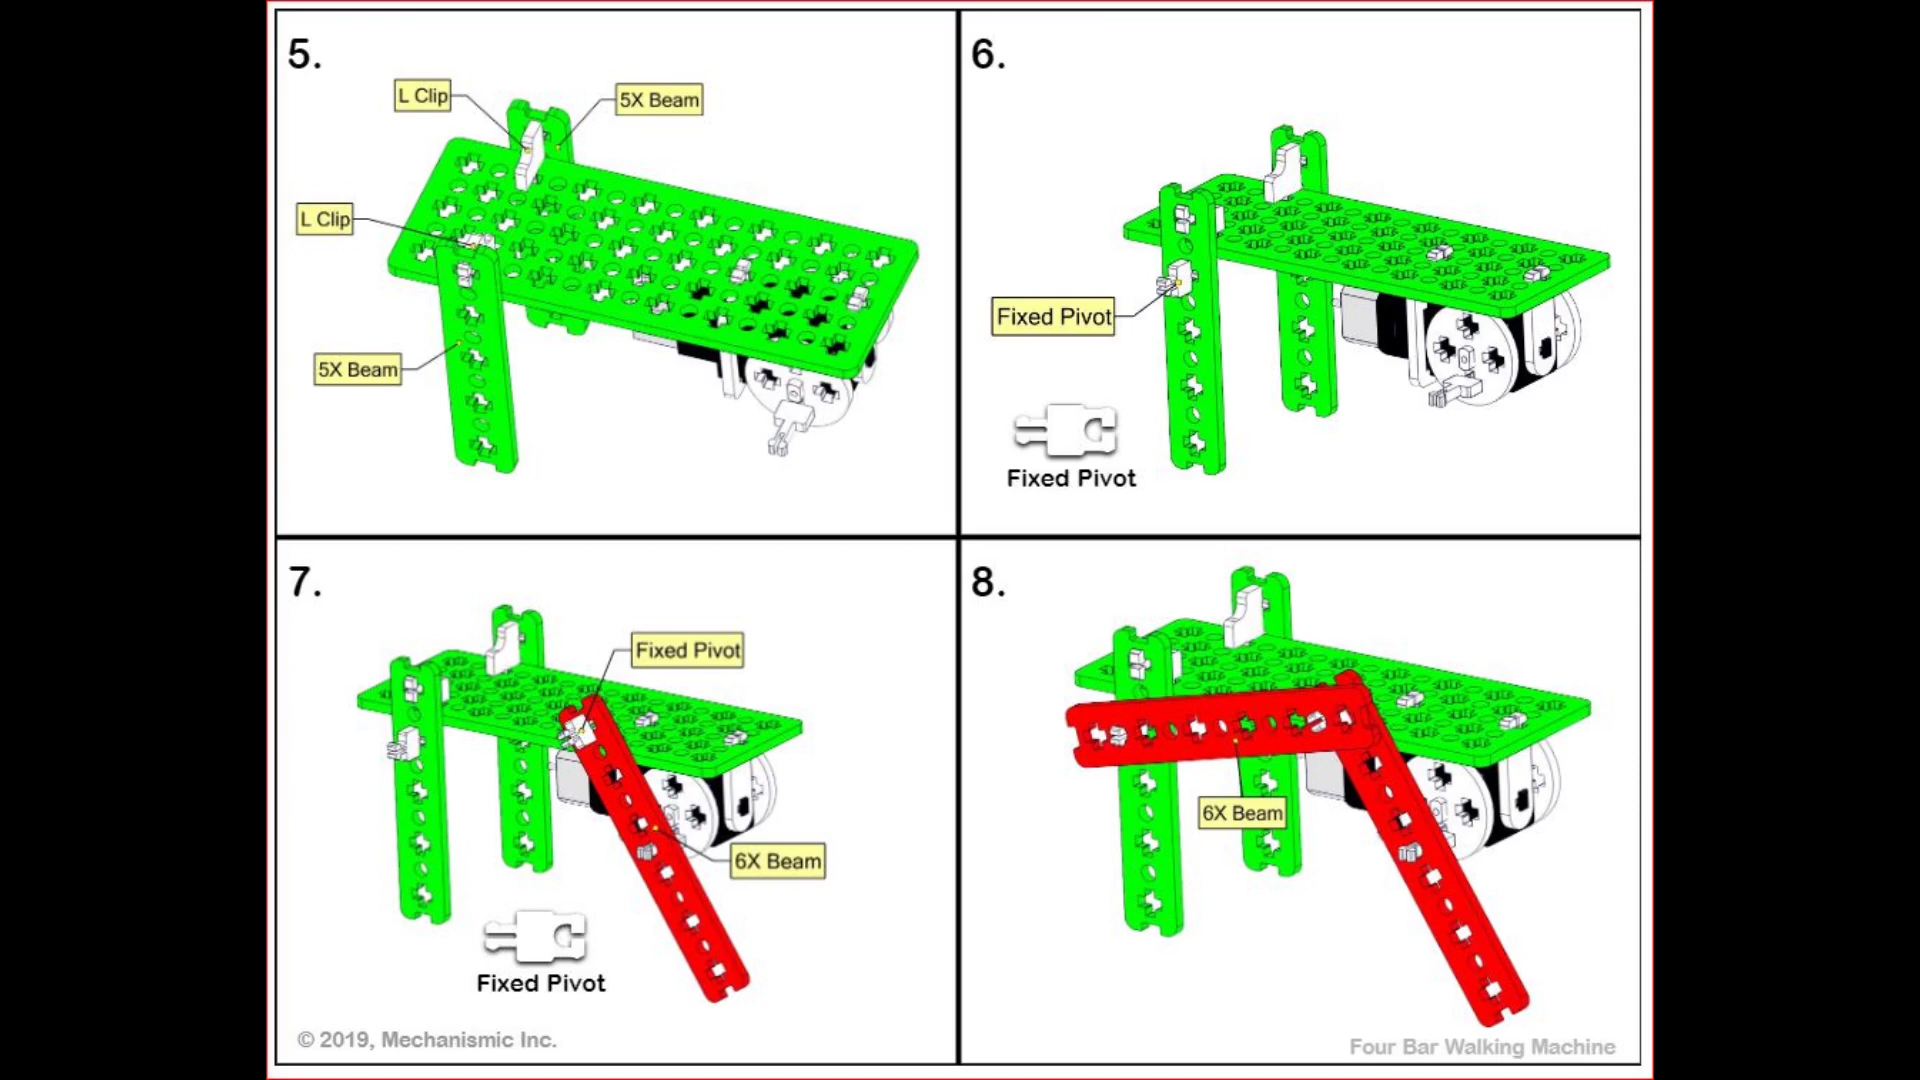 5.
L Clip
5X Beam
L Clip
5X Beam
6.
Fixed Pivot
Fixed Pivot
7.
Fixed Pivot
6X Beam
Fixed Pivot
© 2019, Mechanismic Inc.
8.
6X Beam
Four Bar Walking Machine